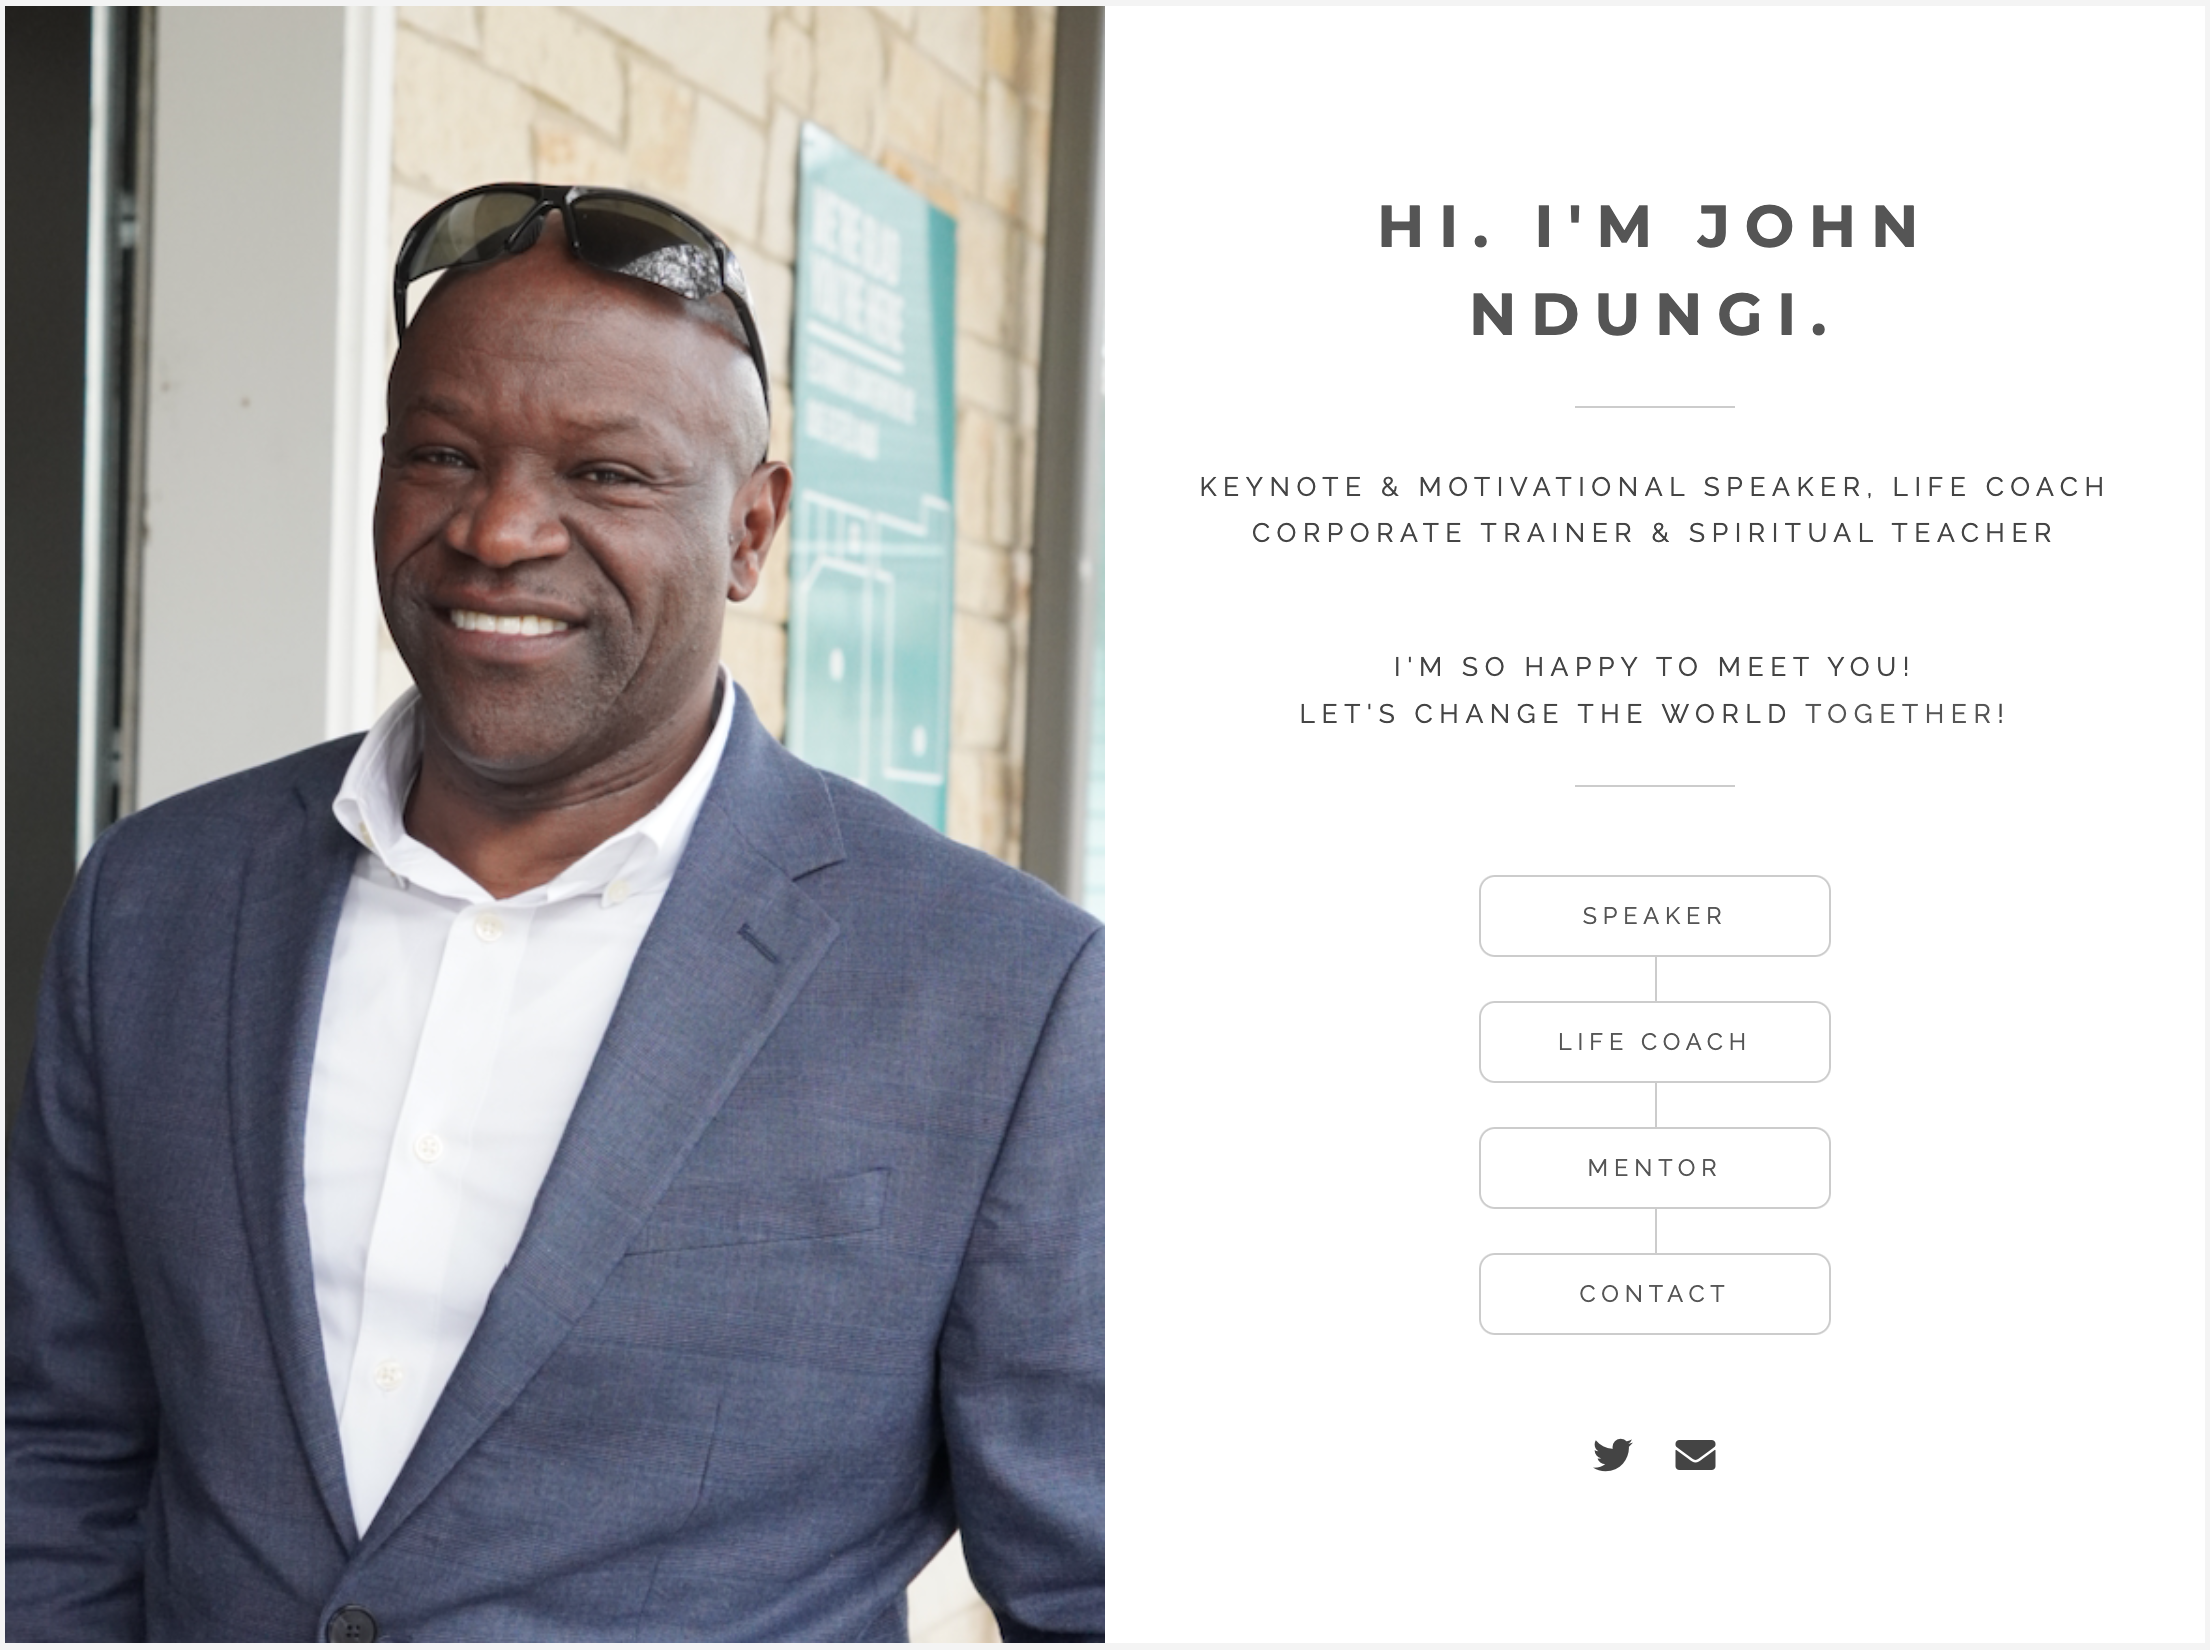 HI. I'M JOHN
NDUNGI.
KEYNOTE & MOTIVATIONAL SPEAKER, LIFE COACH
CORPORATE TRAINER & SPIRITUAL TEACHER
I'M SO HAPPY TO MEET YOU!
LET'S CHANGE THE WORLD TOGETHER!
SPEAKER
LIFE COACH
MENTOR
CONTACT